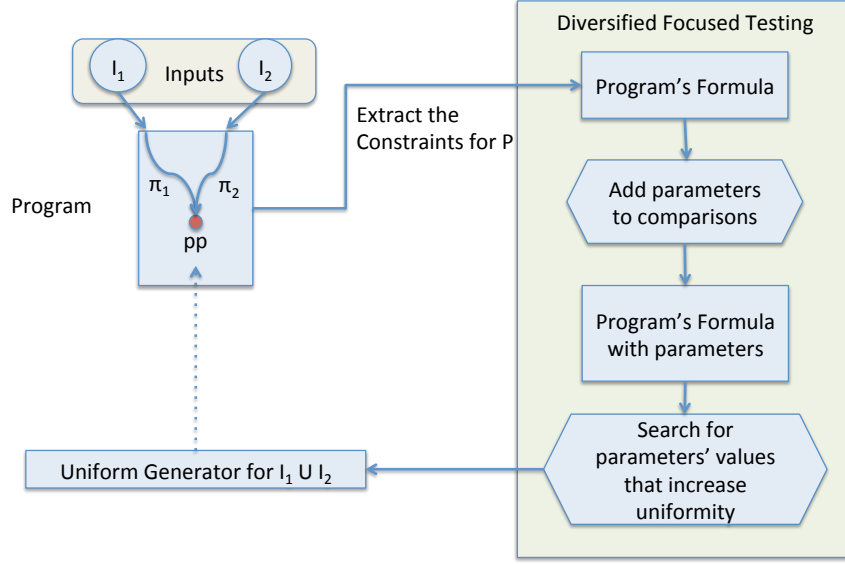 Diversified Focused Testing
I₁
Inputs
I₂
Program's Formula
Extract the
Constraints for P
π₁
π₂
Program
pp
Add parameters
to comparisons
Program's Formula
with parameters
Search for
parameters' values
that increase
uniformity
Uniform Generator for I₁ U I₂